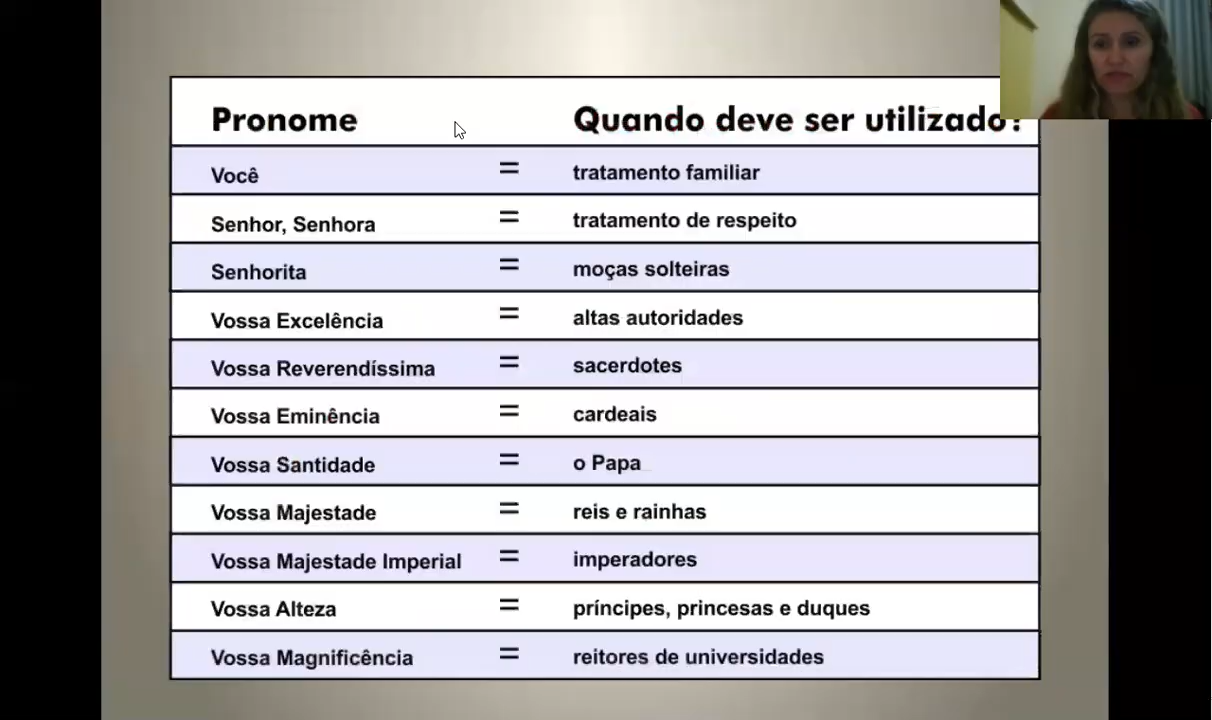 Pronome = Quando deve ser utilizado?
Você = tratamento familiar
Senhor, Senhora = tratamento de respeito
Senhorita = moças solteiras
Vossa Excelência = altas autoridades
Vossa Reverendíssima = sacerdotes
Vossa Eminência = cardeais
Vossa Santidade = o Papa
Vossa Majestade = reis e rainhas
Vossa Majestade Imperial = imperadores
Vossa Alteza = príncipes, princesas e duques
Vossa Magnificência = reitores de universidades